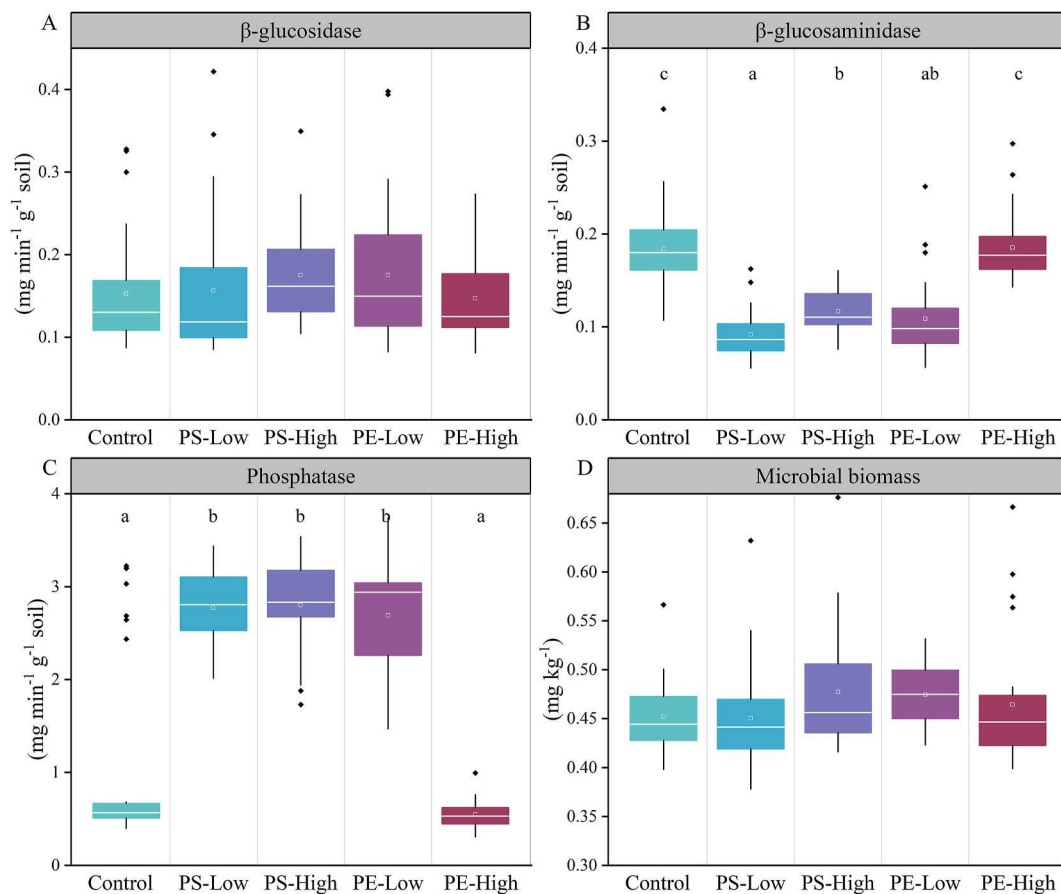 A
β-glucosidase
(mg min⁻¹ g⁻¹ soil)
0.4
0.3
0.2
0.1
0.0
Control PS-Low PS-High PE-Low PE-High
B
β-glucosaminidase
(mg min⁻¹ g⁻¹ soil)
0.4
0.3
0.2
0.1
0.0
c a b ab c
Control PS-Low PS-High PE-Low PE-High
C
Phosphatase
(mg min⁻¹ g⁻¹ soil)
4
3
2
1
0
a b b b a
Control PS-Low PS-High PE-Low PE-High
D
Microbial biomass
(mg kg⁻¹)
0.65
0.60
0.55
0.50
0.45
0.40
0.35
0.30
Control PS-Low PS-High PE-Low PE-High